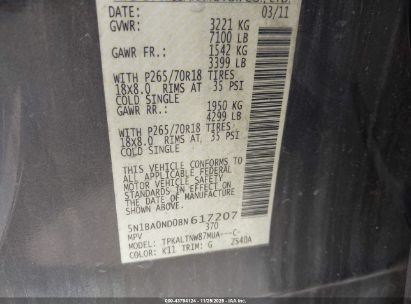 DATE: 03/11
GVWR: 3221 KG
7100 LB
GAWR FR.: 1542 KG
3399 LB
WITH P265/70R18 TIRES
18X8.0 RIMS AT 35 PSI
COLD SINGLE
GAWR RR.: 1950 KG
4299 LB
WITH P265/70R18 TIRES
18X8.0 RIMS AT 35 PSI
COLD SINGLE
THIS VEHICLE CONFORMS TO
ALL APPLICABLE FEDERAL
MOTOR VEHICLE SAFETY
STANDARDS IN EFFECT ON THE
DATE OF MANUFACTURE SHOWN
ABOVE.
5N1BA0ND0BN617207
370
MPV
MODEL: TPKALTNW87MUA---C-
COLOR: K11 TRIM: G 2S40A